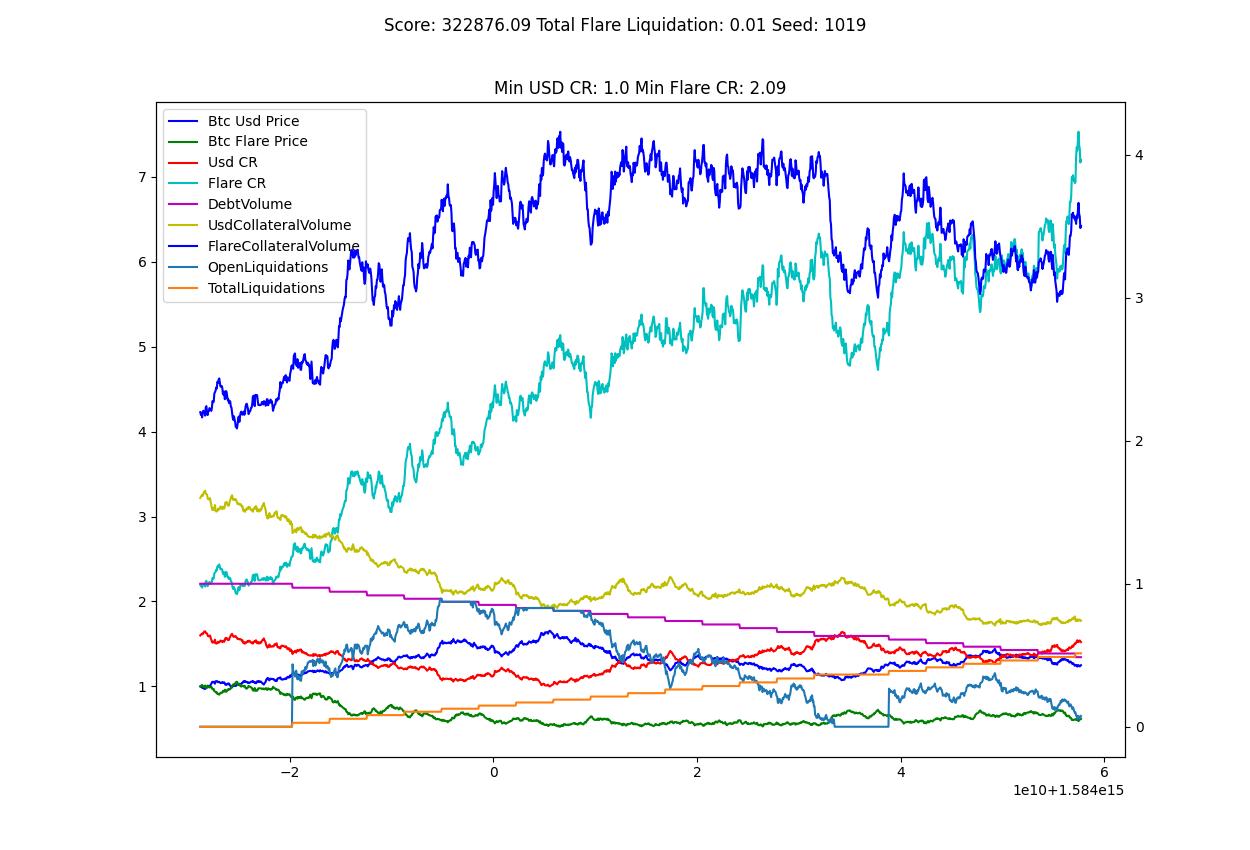 Score: 322876.09 Total Flare Liquidation: 0.01 Seed: 1019
Min USD CR: 1.0 Min Flare CR: 2.09
Btc Usd Price
Btc Flare Price
Usd CR
Flare CR
DebtVolume
UsdCollateralVolume
FlareCollateralVolume
OpenLiquidations
TotalLiquidations
7
6
5
4
3
2
1
4
3
2
1
0
−2 0 2 4 6
1e10+1.584e15